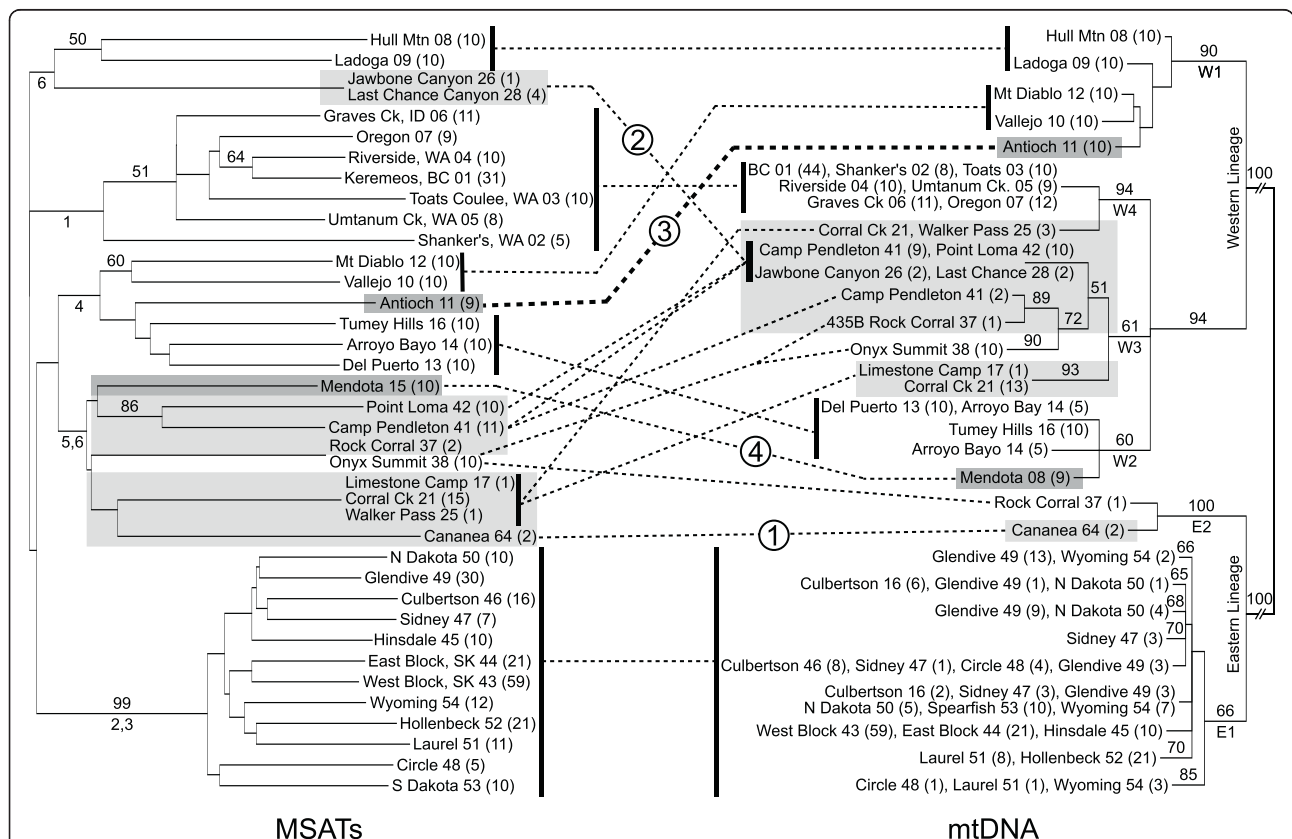 50
Hull Mtn 08 (10)
Ladoga 09 (10)
6
Jawbone Canyon 26 (1)
Last Chance Canyon 28 (4)
Graves Ck, ID 06 (11)
Oregon 07 (9)
64
Riverside, WA 04 (10)
51
Keremeos, BC 01 (31)
Toats Coulee, WA 03 (10)
1
Umtanum Ck, WA 05 (8)
Shanker's, WA 02 (5)
60
Mt Diablo 12 (10)
Vallejo 10 (10)
4
Antioch 11 (9)
Tumey Hills 16 (10)
Arroyo Bayo 14 (10)
Del Puerto 13 (10)
Mendota 15 (10)
86
Point Loma 42 (10)
Camp Pendleton 41 (11)
5,6
Rock Corral 37 (2)
Onyx Summit 38 (10)
Limestone Camp 17 (1)
Corral Ck 21 (15)
Walker Pass 25 (1)
Cananea 64 (2)
N Dakota 50 (10)
Glendive 49 (30)
Culbertson 46 (16)
Sidney 47 (7)
Hinsdale 45 (10)
East Block, SK 44 (21)
West Block, SK 43 (59)
99
2,3
Wyoming 54 (12)
Hollenbeck 52 (21)
Laurel 51 (11)
Circle 48 (5)
S Dakota 53 (10)
MSATs
2
3
4
1
Hull Mtn 08 (10)
90
W1
Ladoga 09 (10)
Mt Diablo 12 (10)
Vallejo 10 (10)
Antioch 11 (10)
BC 01 (44), Shanker's 02 (8), Toats 03 (10)
Riverside 04 (10), Umtanum Ck. 05 (9)
Graves Ck 06 (11), Oregon 07 (12)
94
W4
Corral Ck 21, Walker Pass 25 (3)
Camp Pendleton 41 (9), Point Loma 42 (10)
Jawbone Canyon 26 (2), Last Chance 28 (2)
51
Camp Pendleton 41 (2)
89
435B Rock Corral 37 (1)
72
61
W3
94
Onyx Summit 38 (10)
90
Limestone Camp 17 (1)
Corral Ck 21 (13)
93
Del Puerto 13 (10), Arroyo Bay 14 (5)
Tumey Hills 16 (10)
Arroyo Bayo 14 (5)
60
W2
Mendota 08 (9)
Western Lineage
100
Rock Corral 37 (1)
100
E2
Cananea 64 (2)
Glendive 49 (13), Wyoming 54 (2)
66
Culbertson 16 (6), Glendive 49 (1), N Dakota 50 (1)
65
Glendive 49 (9), N Dakota 50 (4)
68
Sidney 47 (3)
70
Culbertson 46 (8), Sidney 47 (1), Circle 48 (4), Glendive 49 (3)
Culbertson 16 (2), Sidney 47 (3), Glendive 49 (3)
N Dakota 50 (5), Spearfish 53 (10), Wyoming 54 (7)
West Block 43 (59), East Block 44 (21), Hinsdale 45 (10)
66
E1
Laurel 51 (8), Hollenbeck 52 (21)
70
Circle 48 (1), Laurel 51 (1), Wyoming 54 (3)
85
Eastern Lineage
100
mtDNA